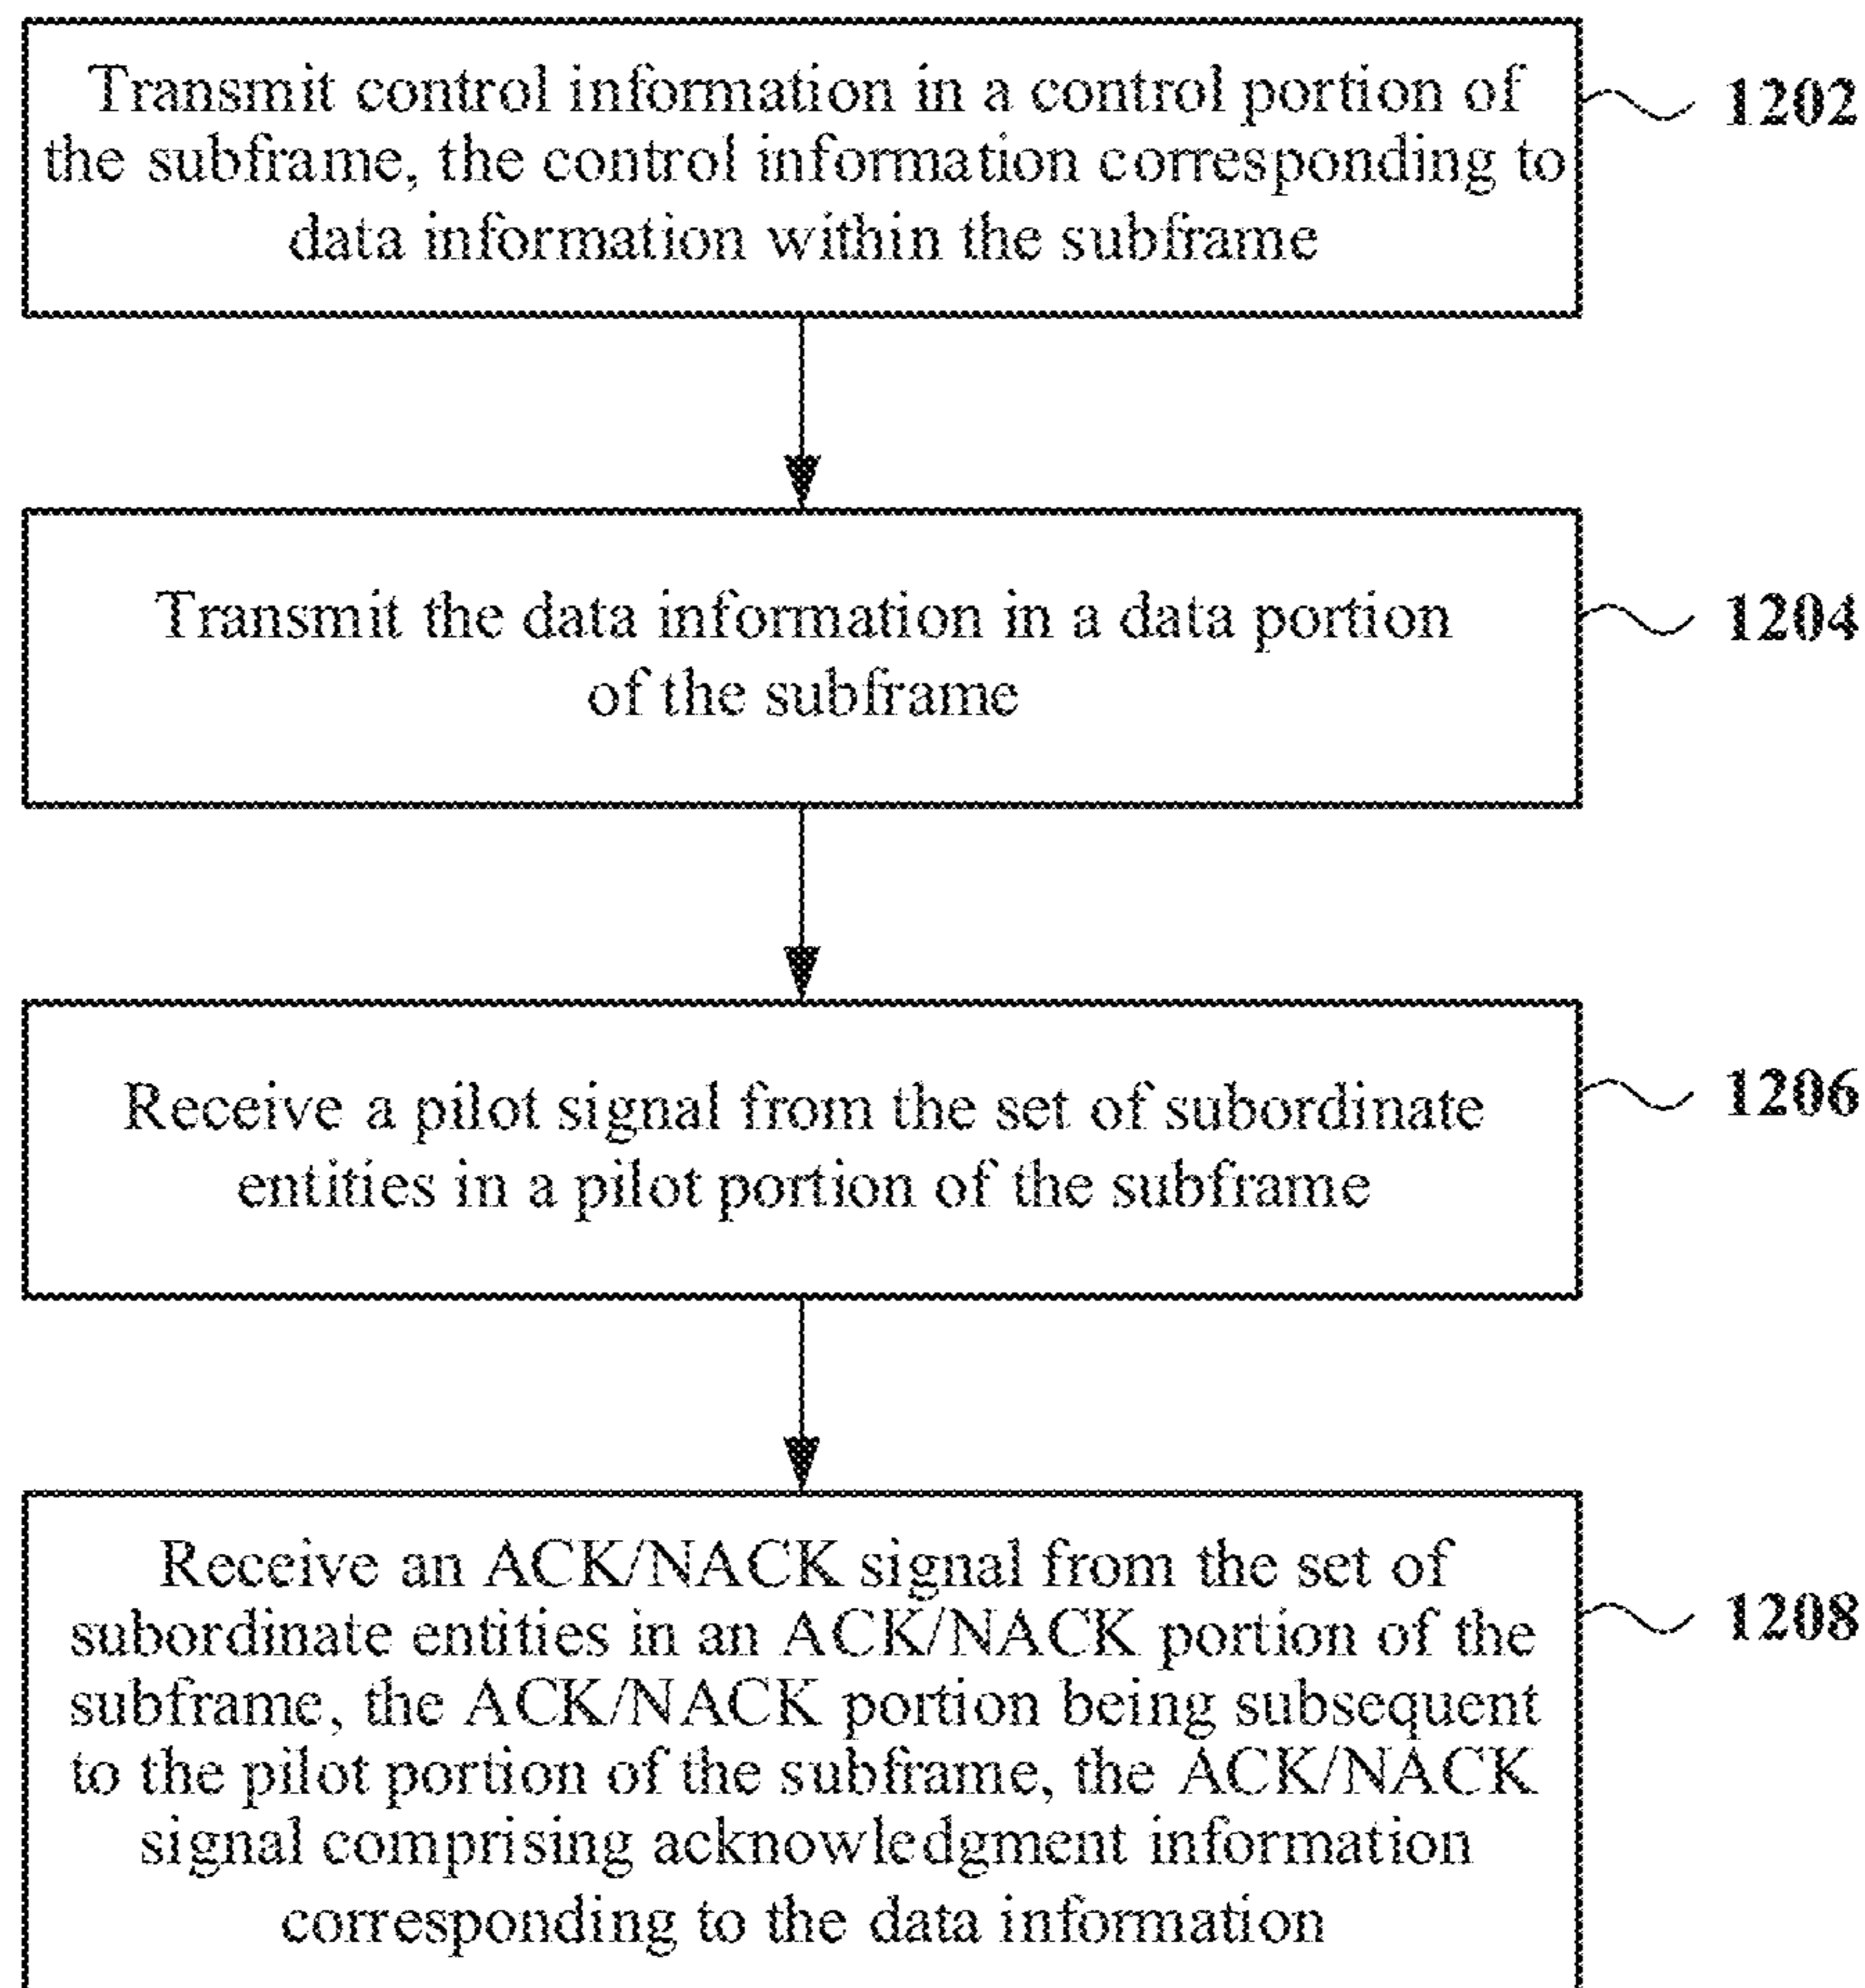 Transmit control information in a control portion of
the subframe, the control information corresponding to
data information within the subframe
1202
Transmit the data information in a data portion
of the subframe
1204
Receive a pilot signal from the set of subordinate
entities in a pilot portion of the subframe
1206
Receive an ACK/NACK signal from the set of
subordinate entities in an ACK/NACK portion of the
subframe, the ACK/NACK portion being subsequent
to the pilot portion of the subframe, the ACK/NACK
signal comprising acknowledgment information
corresponding to the data information
1208